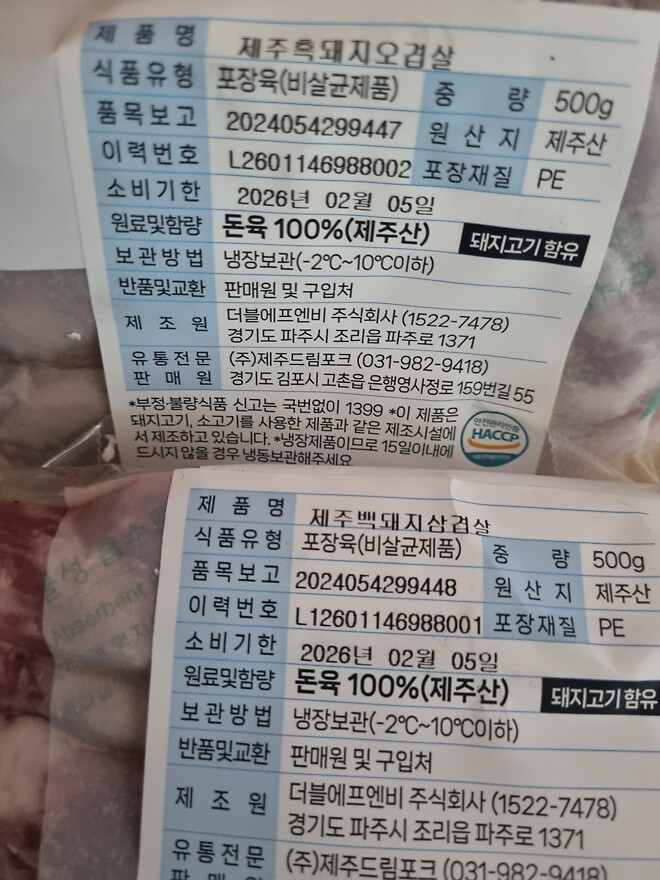 제품명 제주흑돼지오겹살
식품유형 포장육(비살균제품) 중량 500g
품목보고 2024054299447 원산지 제주산
이력번호 L2601146988002 포장재질 PE
소비기한 2026년 02월 05일
원료및함량 돈육 100%(제주산) 돼지고기 함유
보관방법 냉장보관(-2℃~10℃이하)
반품및교환 판매원 및 구입처
제조원 더블에프엔비 주식회사 (1522-7478)
경기도 파주시 조리읍 파주로 1371
유통전문 (주)제주드림포크 (031-982-9418)
판매원 경기도 김포시 고촌읍 은행영사정로 159번길 55
*부정·불량식품 신고는 국번없이 1399 *이 제품은
돼지고기, 소고기를 사용한 제품과 같은 제조시설에
서 제조하고 있습니다. *냉장제품이므로 15일이내에
드시지 않을 경우 냉동보관해주세요
안전관리인증
HACCP
제품명 제주백돼지삼겹살
식품유형 포장육(비살균제품) 중량 500g
품목보고 2024054299448 원산지 제주산
이력번호 L12601146988001 포장재질 PE
소비기한 2026년 02월 05일
원료및함량 돈육 100%(제주산) 돼지고기 함유
보관방법 냉장보관(-2℃~10℃이하)
반품및교환 판매원 및 구입처
제조원 더블에프엔비 주식회사 (1522-7478)
경기도 파주시 조리읍 파주로 1371
유통전문 (주)제주드림포크 (031-982-9418)
판매원
Absorbent